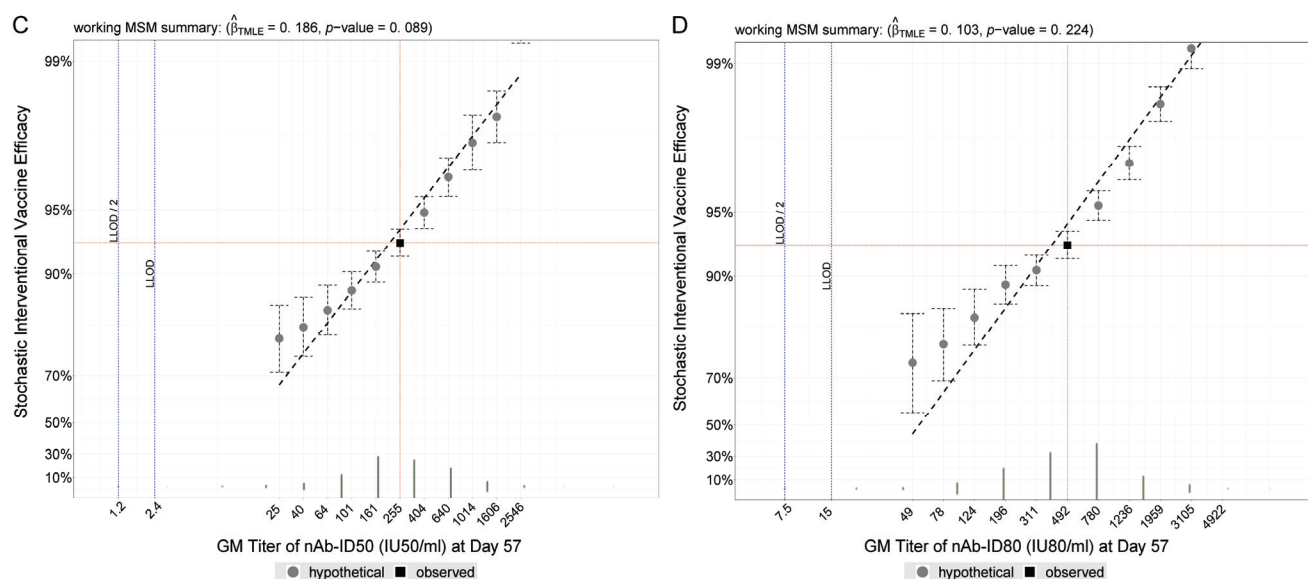 C
working MSM summary: (β̂TMLE = 0. 186, p−value = 0. 089)
Stochastic Interventional Vaccine Efficacy
99%
95%
90%
70%
50%
30%
10%
LLOD / 2
LLOD
1.2
2.4
25
40
64
101
161
255
404
640
1014
1606
2546
GM Titer of nAb-ID50 (IU50/ml) at Day 57
hypothetical
observed
D
working MSM summary: (β̂TMLE = 0. 103, p−value = 0. 224)
Stochastic Interventional Vaccine Efficacy
99%
95%
90%
70%
50%
30%
10%
LLOD / 2
LLOD
7.5
15
49
78
124
196
311
492
780
1236
1959
3105
4922
GM Titer of nAb-ID80 (IU80/ml) at Day 57
hypothetical
observed